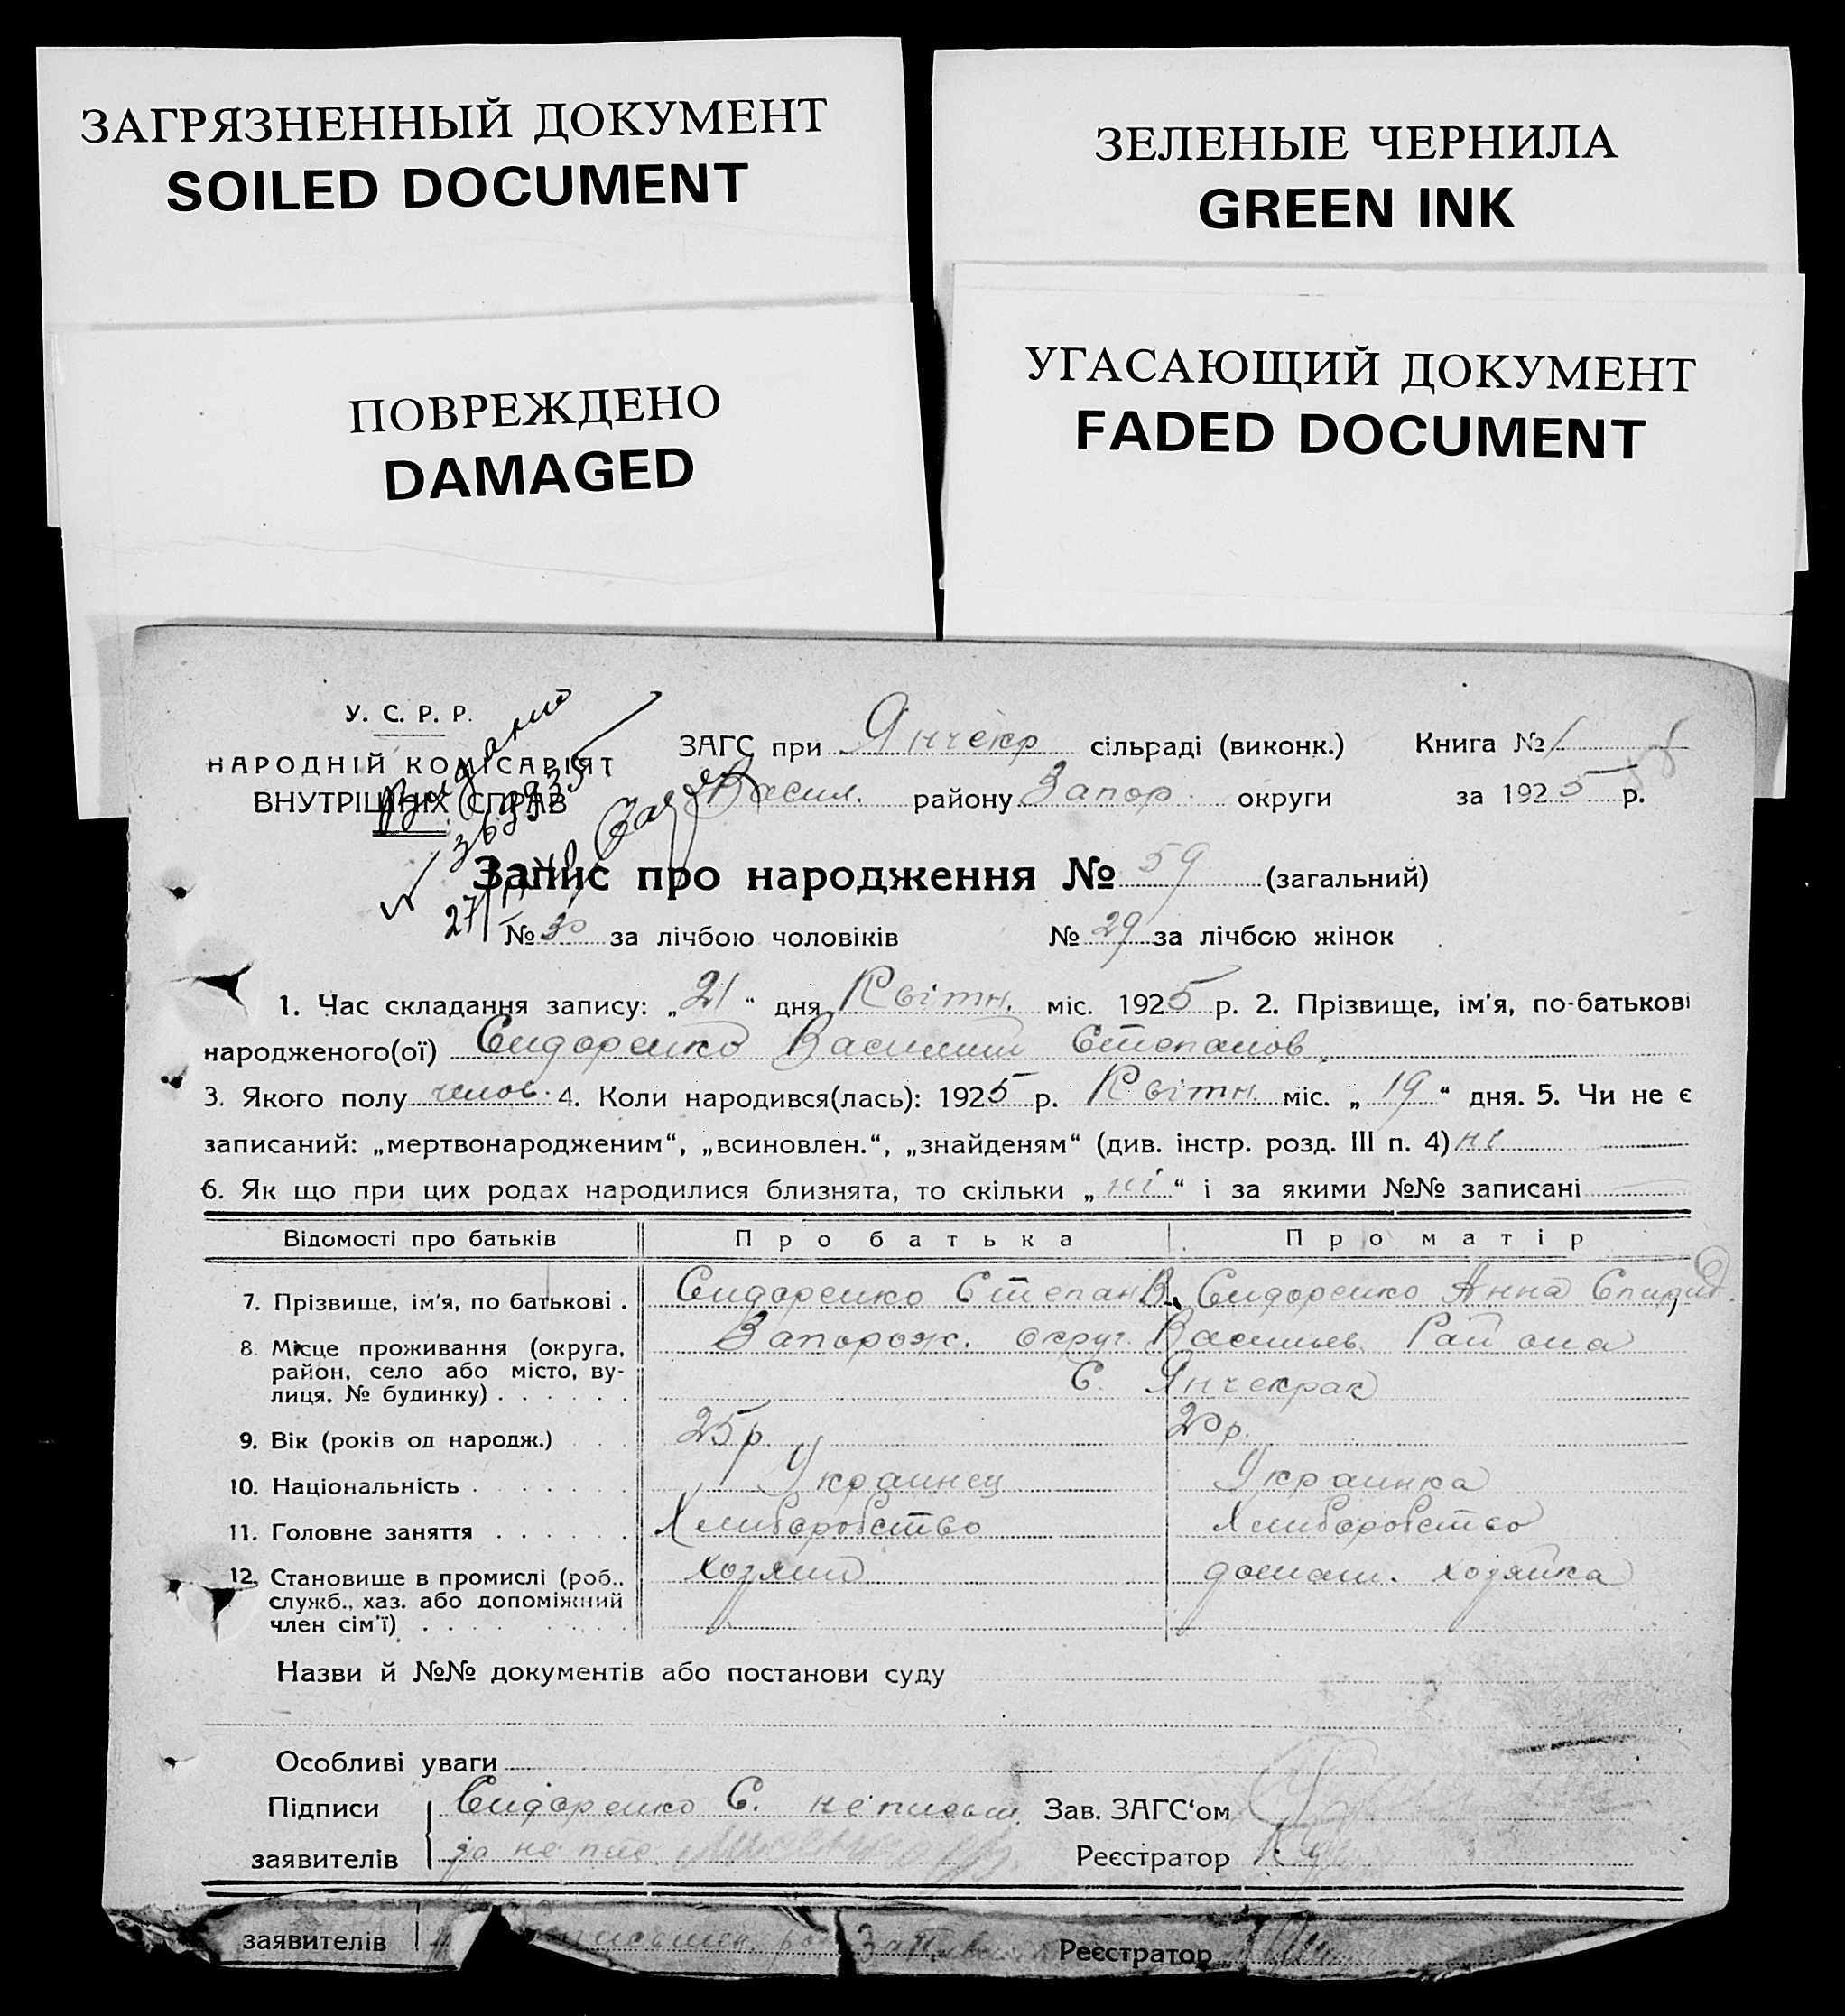 ЗАГРЯЗНЕННЫЙ ДОКУМЕНТ
SOILED DOCUMENT
ЗЕЛЕНЫЕ ЧЕРНИЛА
GREEN INK
ПОВРЕЖДЕНО
DAMAGED
УГАСАЮЩИЙ ДОКУМЕНТ
FADED DOCUMENT
У. С. Р. Р.
НАРОДНІЙ КОМІСАРІЯТ
ВНУТРІШНІХ СПРАВ
ЗАГС при Янчекр сільраді (виконк.) Книга № 1
Васил. району Запор. округи за 1925 р.
Запис про народження № 59 (загальний)
№ 30 за лічбою чоловіків № 29 за лічбою жінок
1. Час складання запису: „21“ дня Квітн. міс. 1925 р. 2. Прізвище, ім'я, по-батькові
народженого(ої) Сидоренко Василий Степанов
3. Якого полу челов. 4. Коли народився(лась): 1925 р. Квітн. міс. „19“ дня. 5. Чи не є
записаний: „мертвонародженим“, „всиновлен.“, „знайденям“ (див. інстр. розд. III п. 4) ні
6. Як що при цих родах народилися близнята, то скільки „ні“ і за якими №№ записані
Відомості про батьків Про батька Про матір
7. Прізвище, ім'я, по батькові . Сидоренко Степан В. Сидоренко Анна
8. Місце проживання (округа, район, село або місто, вулиця, № будинку) Запорож. округ. Васильев. Района
С. Янчекрак
9. Вік (років од народж.) 25 р. 20 р.
10. Національність Украинец Украинка
11. Головне заняття Хлиборобство Хлиборобство
12. Становище в промислі (роб., служб., хаз. або допоміжний член сім'ї) хозяин домаш. хозяйка
Назви й №№ документів або постанови суду
Особливі уваги
Підписи Сидоренко С. Зав. ЗАГС'ом
заявителів за не Реєстратор
заявителів Реєстратор